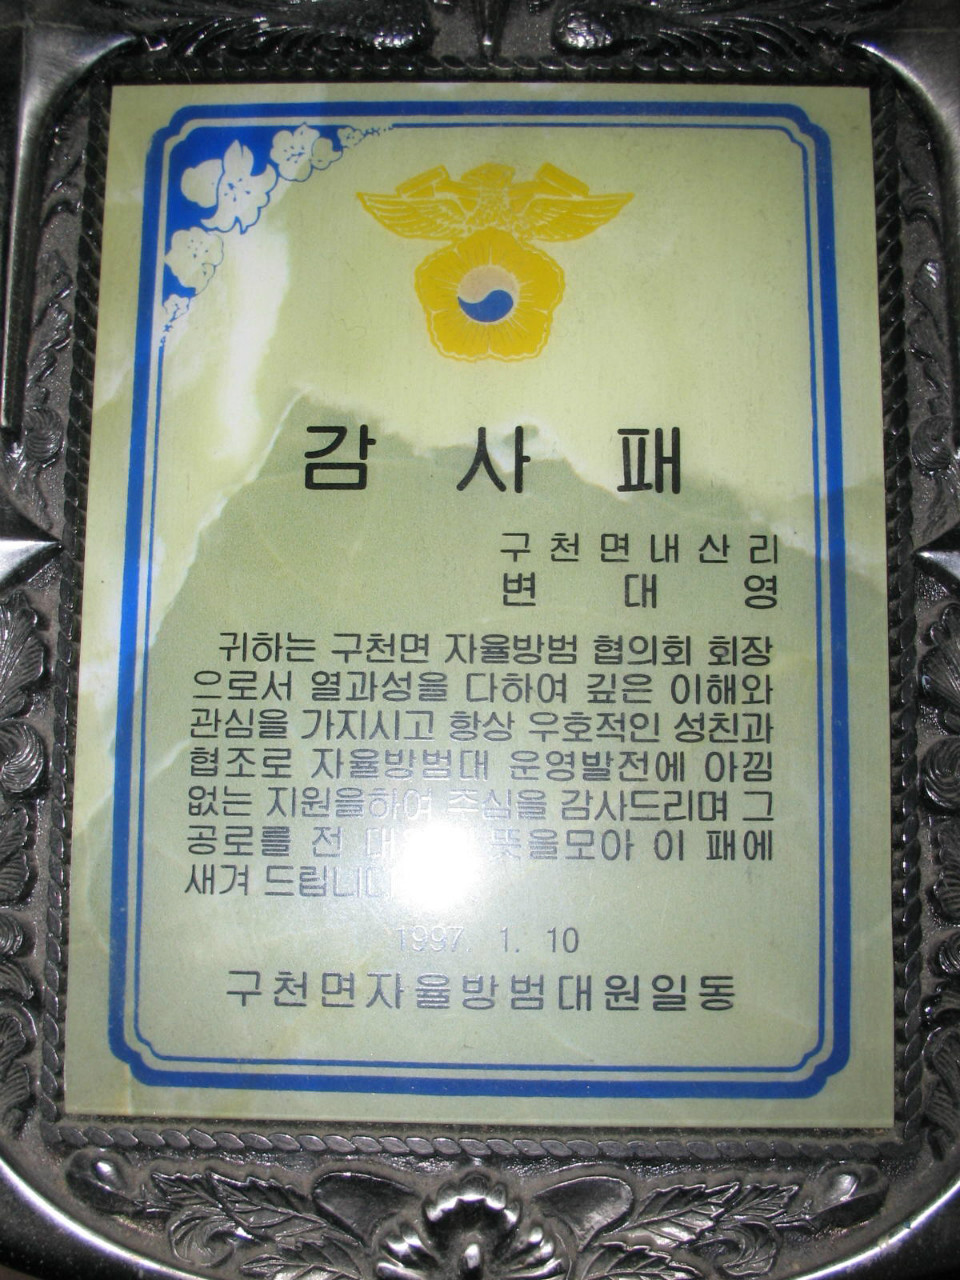 감 사 패
구 천 면 내 산 리
변 대 영
귀하는 구천면 자율방범 협의회 회장
으로서 열과성을 다하여 깊은 이해와
관심을 가지시고 항상 우호적인 성친과
협조로 자율방범대 운영발전에 아낌
없는 지원을하여 주심을 감사드리며 그
공로를 전 뜻을모아 이 패에
새겨 드립니다
1997. 1. 10
구천면자율방범대원일동